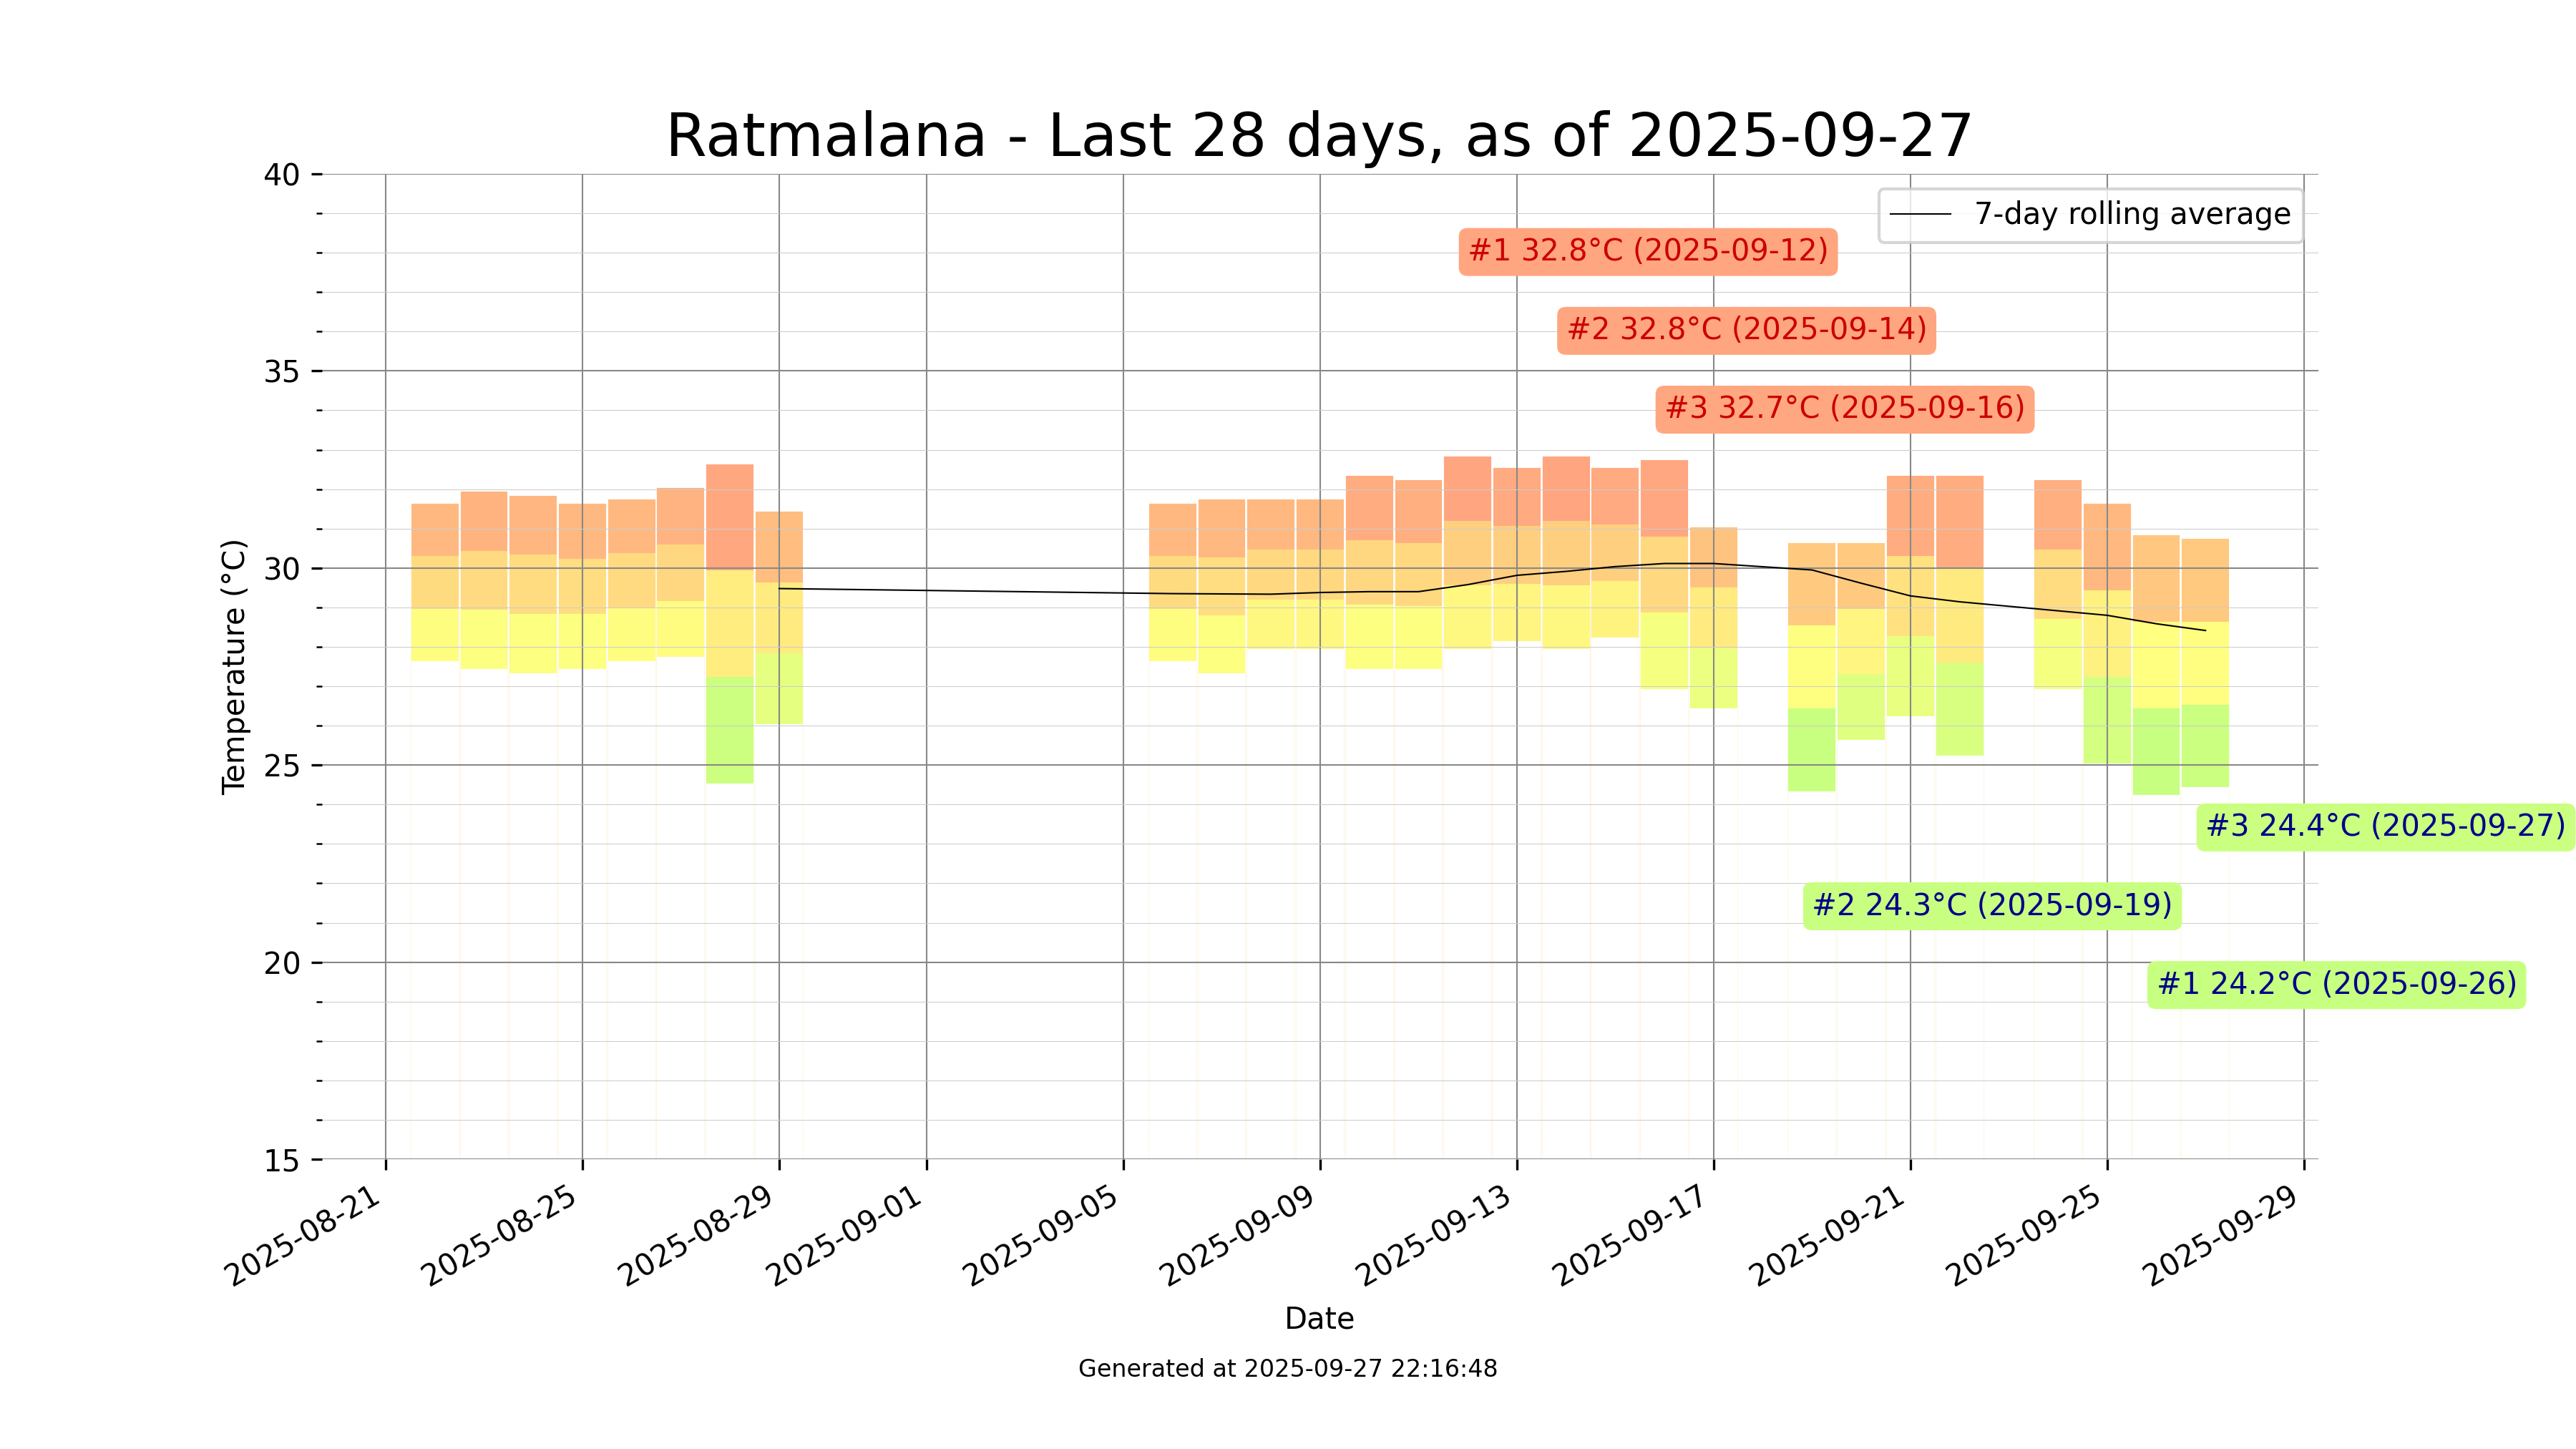 Ratmalana - Last 28 days, as of 2025-09-27
40
35
30
25
20
15
Temperature (°C)
7-day rolling average
#1 32.8°C (2025-09-12)
#2 32.8°C (2025-09-14)
#3 32.7°C (2025-09-16)
#3 24.4°C (2025-09-27)
#2 24.3°C (2025-09-19)
#1 24.2°C (2025-09-26)
2025-08-21
2025-08-25
2025-08-29
2025-09-01
2025-09-05
2025-09-09
2025-09-13
2025-09-17
2025-09-21
2025-09-25
2025-09-29
Date
Generated at 2025-09-27 22:16:48